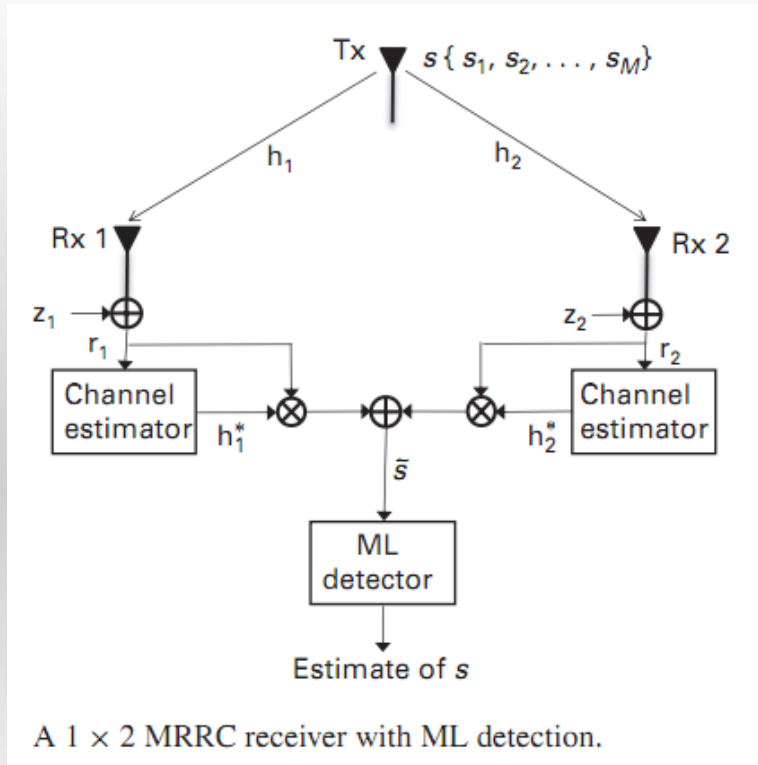 Tx s { s₁, s₂, . . . , s_M}
h₁ h₂
Rx 1 Rx 2
z₁ z₂
r₁ r₂
Channel estimator
Channel estimator
h₁* h₂*
s̃
ML
detector
Estimate of s
A 1 × 2 MRRC receiver with ML detection.